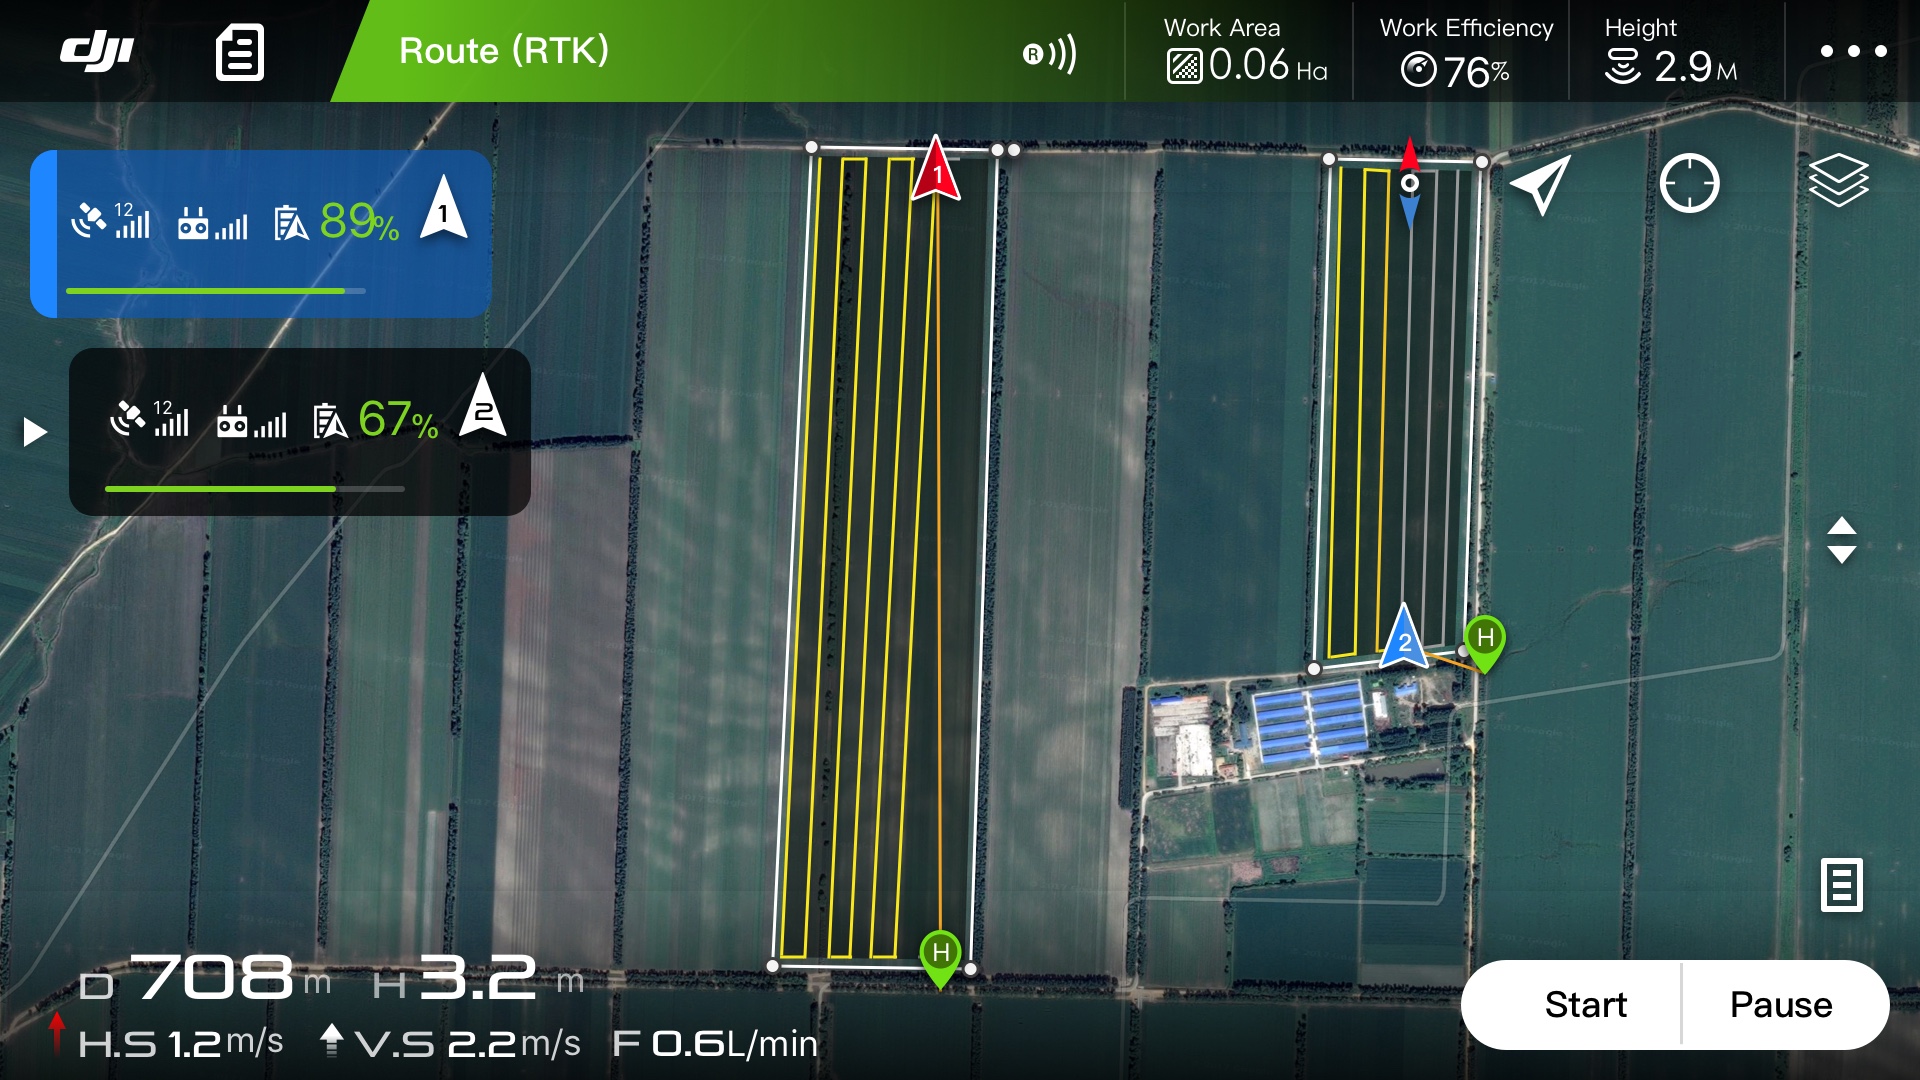 dji
Route (RTK)
R
Work Area
0.06 Ha
Work Efficiency
76%
Height
2.9 M
12
89%
1
12
67%
2
1
2
H
H
D 708 m H 3.2 m
H.S 1.2 m/s V.S 2.2 m/s F 0.6 L/min
Start
Pause